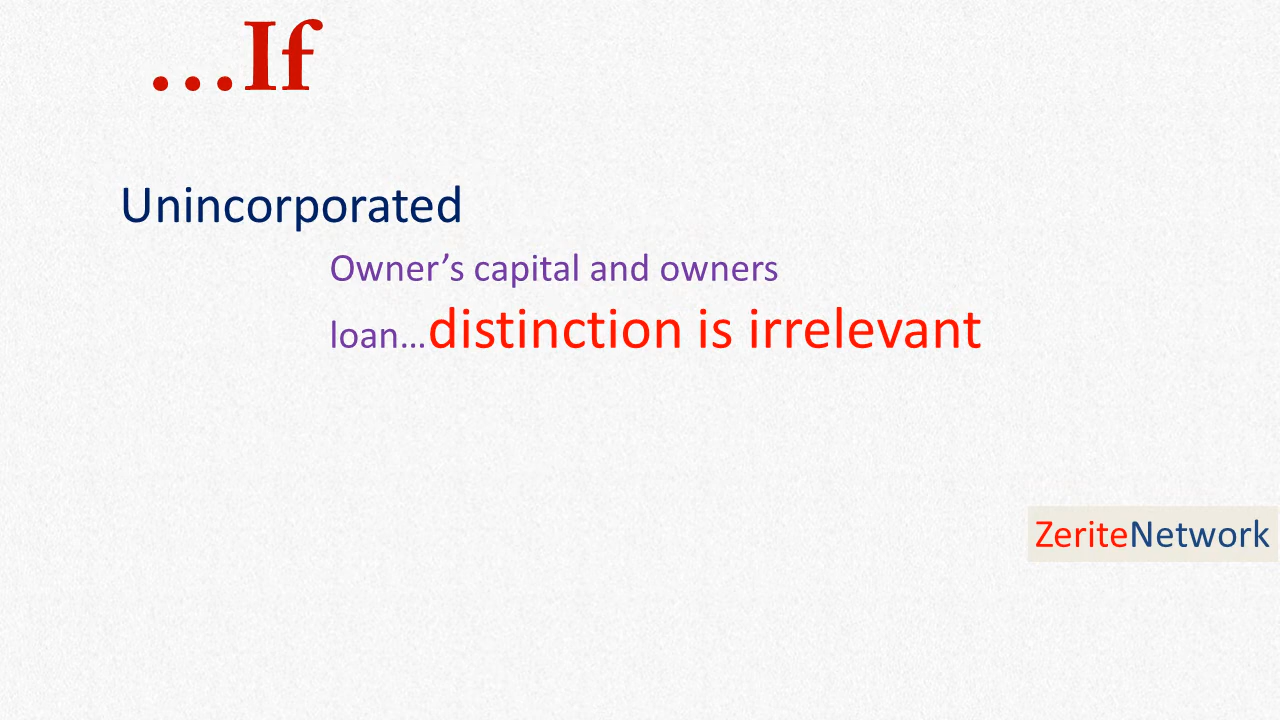 …If
Unincorporated
Owner’s capital and owners
loan…distinction is irrelevant
ZeriteNetwork